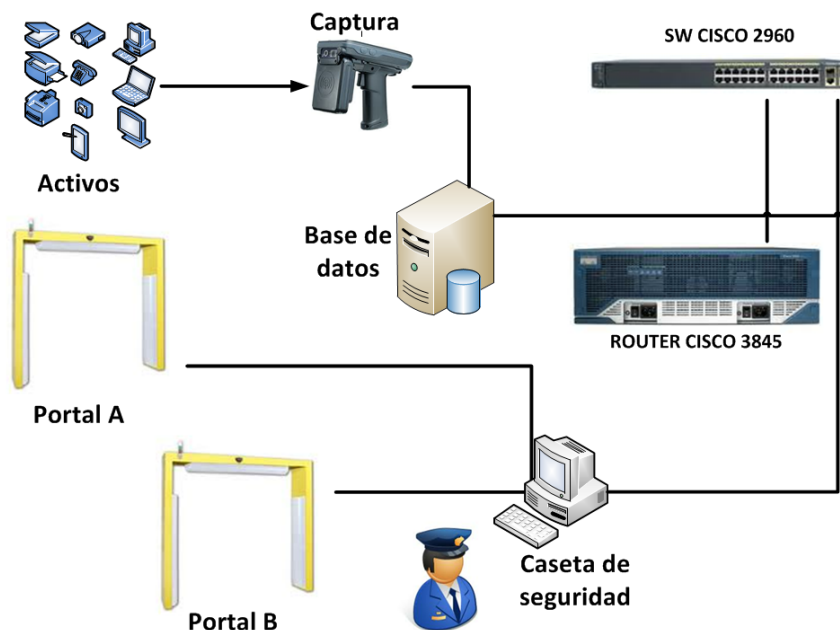 Captura
SW CISCO 2960
Activos
Base de
datos
ROUTER CISCO 3845
Portal A
Caseta de
seguridad
Portal B